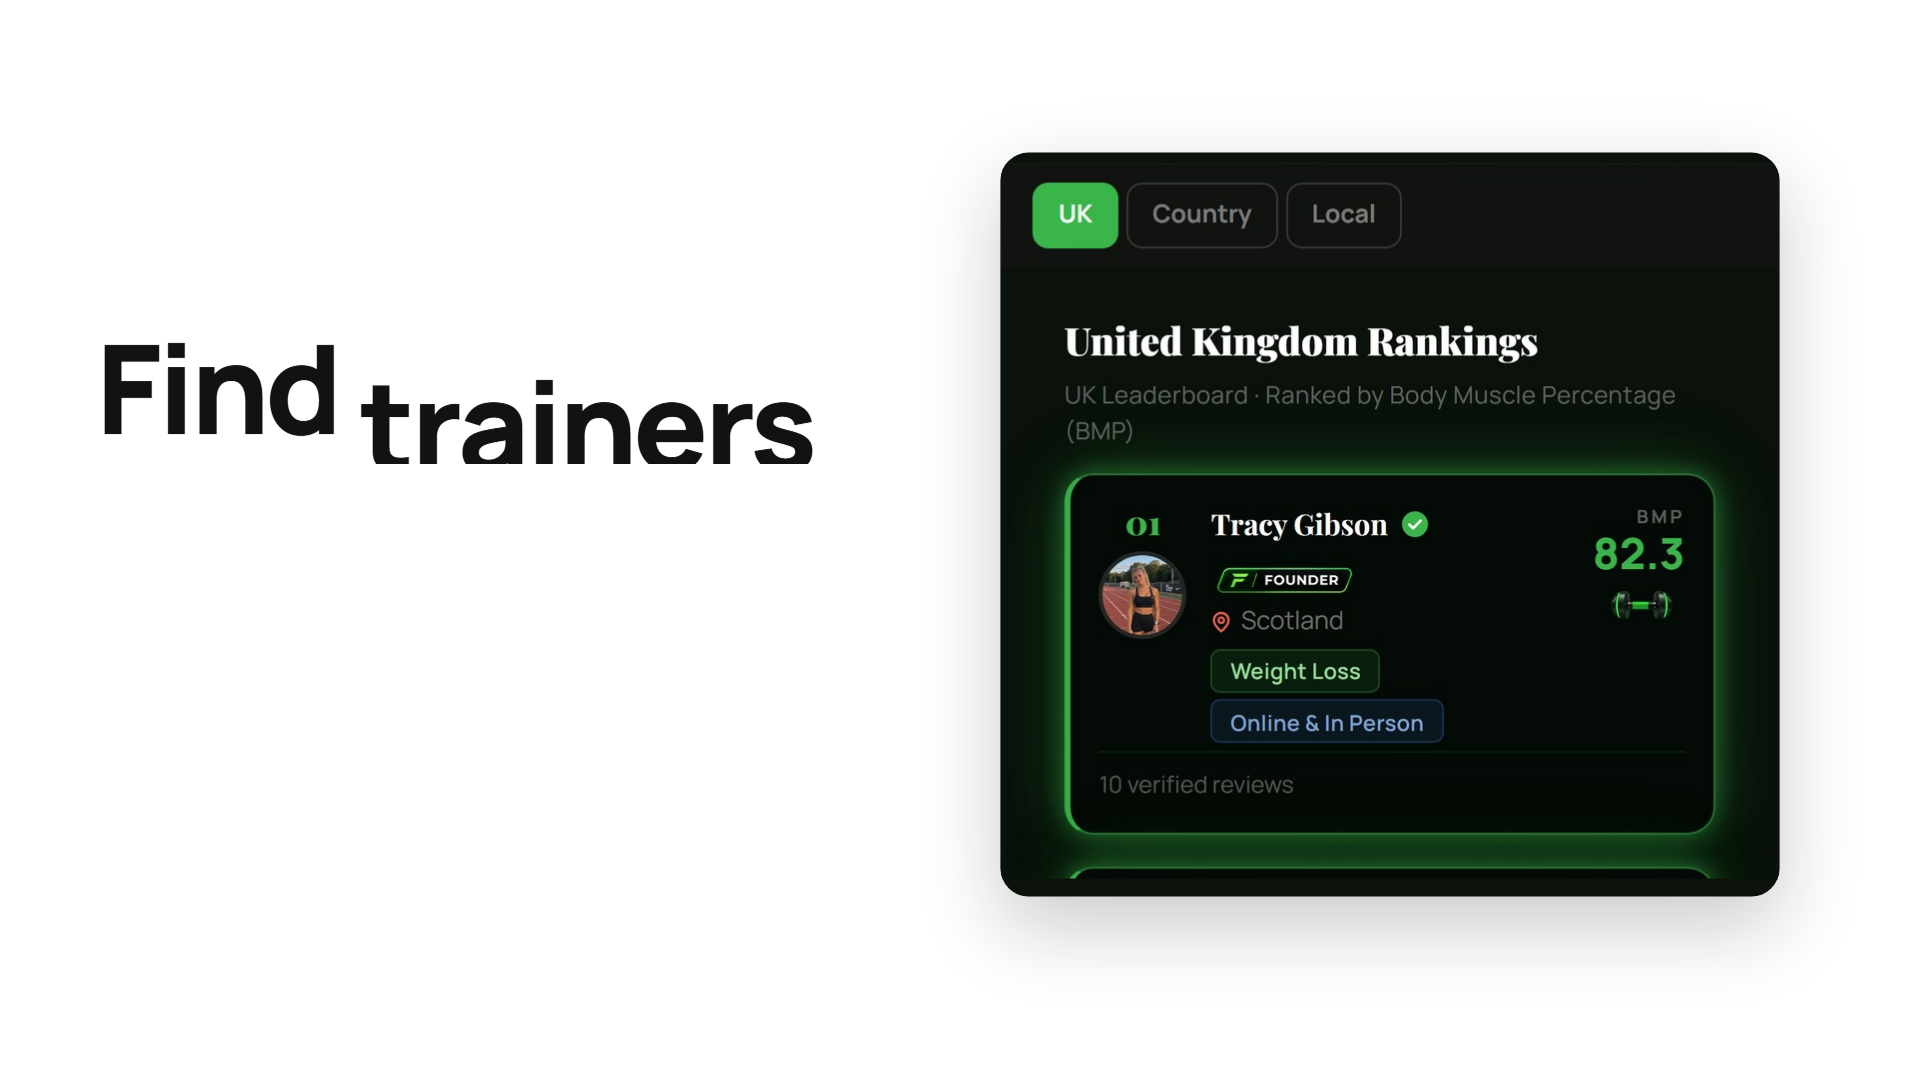 Find trainers
UK
Country
Local
United Kingdom Rankings
UK Leaderboard · Ranked by Body Muscle Percentage
(BMP)
01
Tracy Gibson
BMP
82.3
FOUNDER
Scotland
Weight Loss
Online & In Person
10 verified reviews